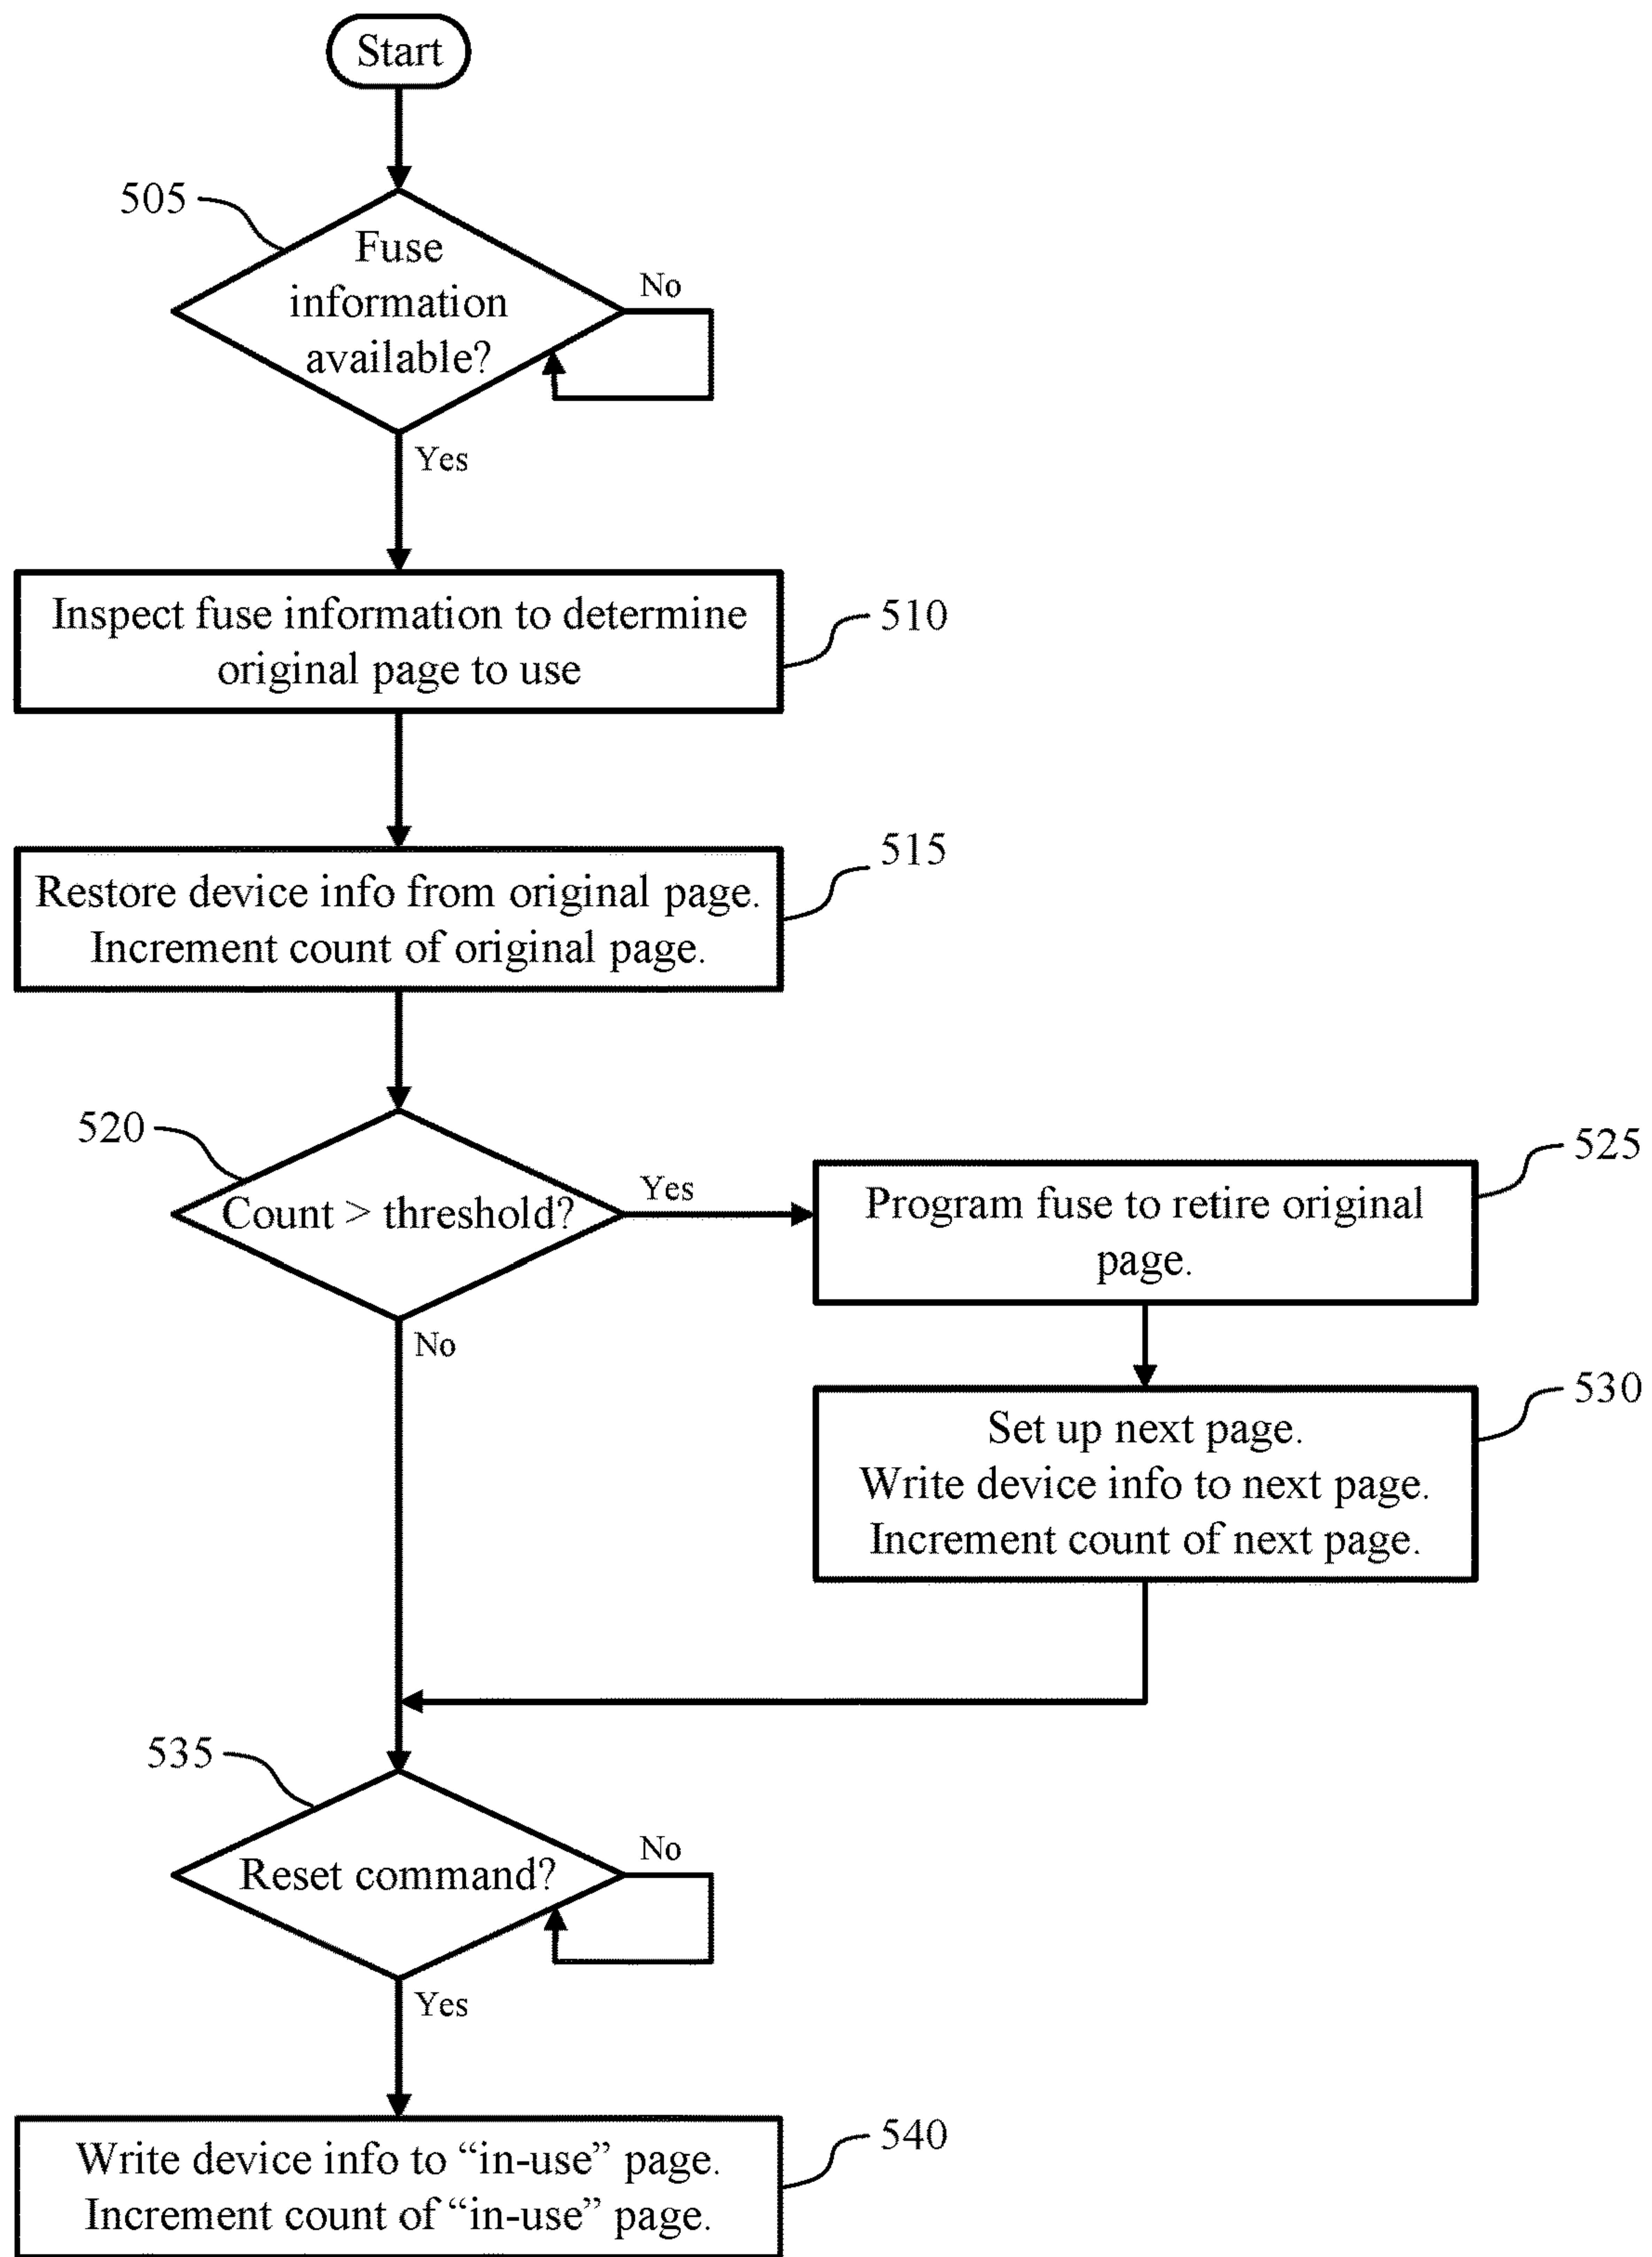 Start
505
Fuse
information
available?
No
Yes
Inspect fuse information to determine
original page to use
510
515
Restore device info from original page.
Increment count of original page.
520
Count > threshold?
Yes
No
525
Program fuse to retire original
page.
530
Set up next page.
Write device info to next page.
Increment count of next page.
535
Reset command?
No
Yes
540
Write device info to “in-use” page.
Increment count of “in-use” page.